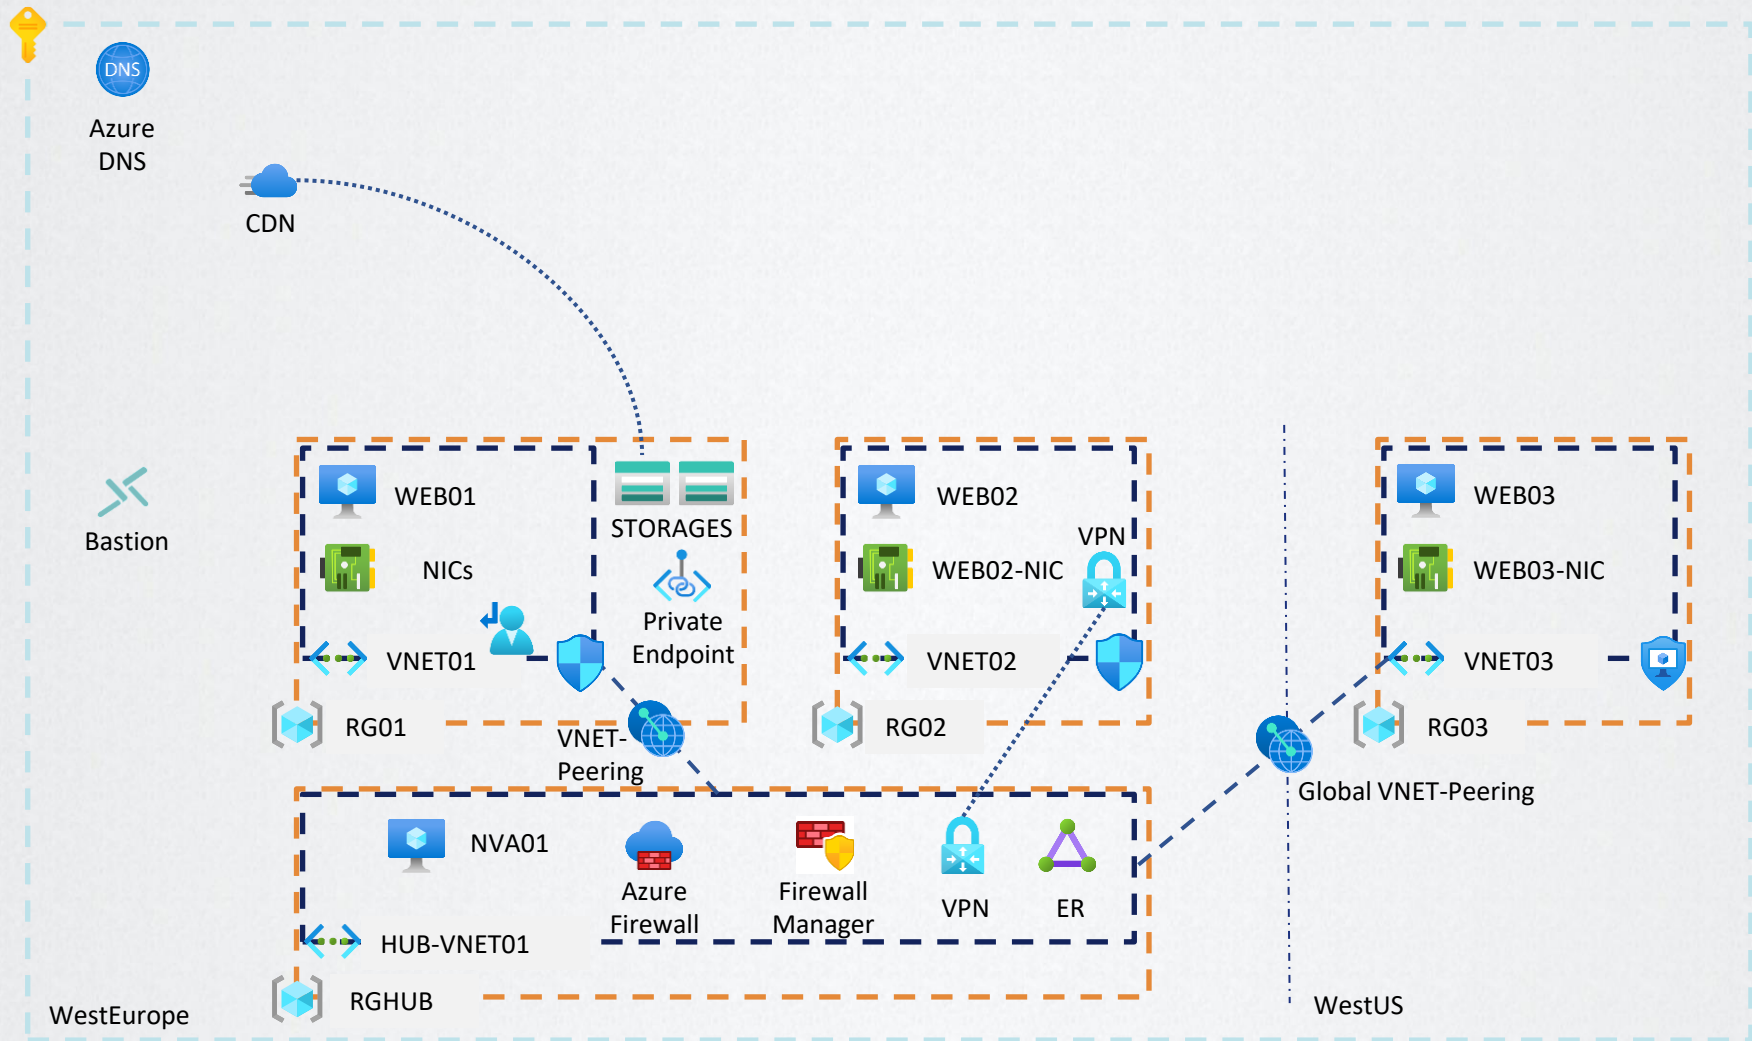 DNS
Azure
DNS
CDN
Bastion
WEB01
NICs
VNET01
RG01
STORAGES
Private
Endpoint
VNET-
Peering
WEB02
VPN
WEB02-NIC
VNET02
RG02
WEB03
WEB03-NIC
VNET03
RG03
Global VNET-Peering
NVA01
Azure
Firewall
Firewall
Manager
VPN
ER
HUB-VNET01
RGHUB
WestEurope
WestUS